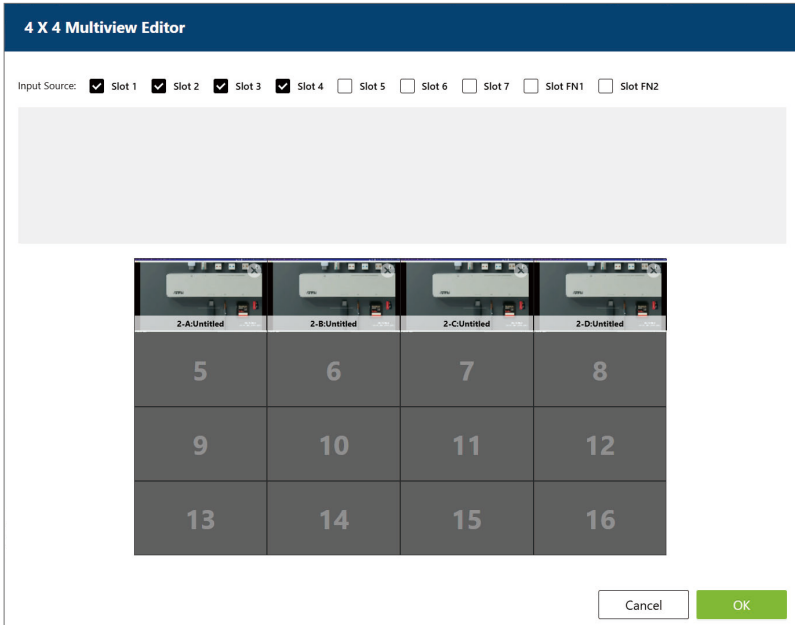 4 X 4 Multiview Editor
Input Source: Slot 1 Slot 2 Slot 3 Slot 4 Slot 5 Slot 6 Slot 7 Slot FN1 Slot FN2
2-A:Untitled 2-B:Untitled 2-C:Untitled 2-D:Untitled
5 6 7 8
9 10 11 12
13 14 15 16
Cancel OK